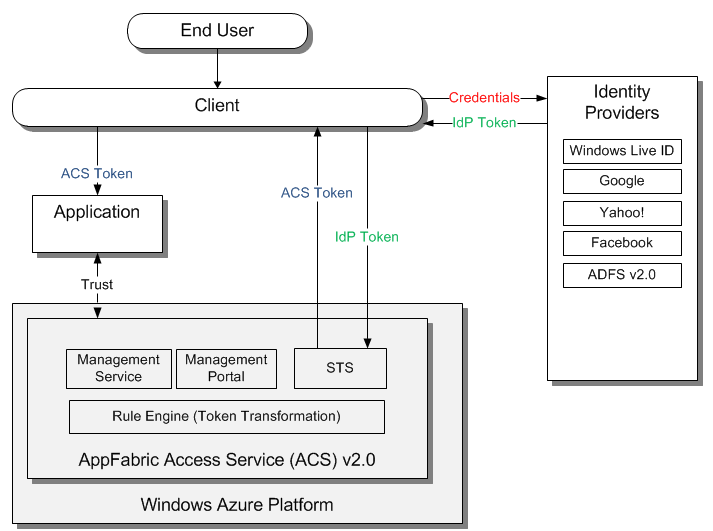 End User
Client
Credentials
IdP Token
Identity
Providers
Windows Live ID
Google
Yahoo!
Facebook
ADFS v2.0
ACS Token
Application
ACS Token
IdP Token
Trust
Management
Service
Management
Portal
STS
Rule Engine (Token Transformation)
AppFabric Access Service (ACS) v2.0
Windows Azure Platform